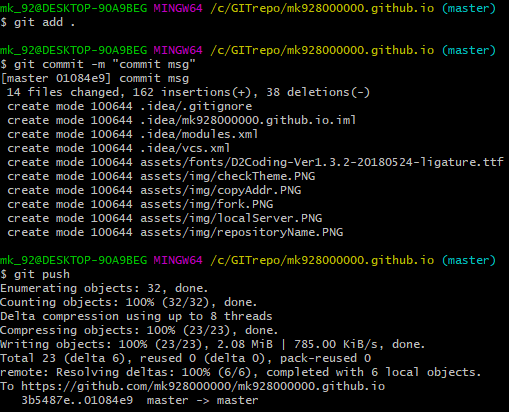 mk_92@DESKTOP-90A9BEG MINGW64 /c/GITrepo/mk928000000.github.io (master)
$ git add .
mk_92@DESKTOP-90A9BEG MINGW64 /c/GITrepo/mk928000000.github.io (master)
$ git commit -m "commit msg"
[master 01084e9] commit msg
 14 files changed, 162 insertions(+), 38 deletions(-)
 create mode 100644 .idea/.gitignore
 create mode 100644 .idea/mk928000000.github.io.iml
 create mode 100644 .idea/modules.xml
 create mode 100644 .idea/vcs.xml
 create mode 100644 assets/fonts/D2Coding-Ver1.3.2-20180524-ligature.ttf
 create mode 100644 assets/img/checkTheme.PNG
 create mode 100644 assets/img/copyAddr.PNG
 create mode 100644 assets/img/fork.PNG
 create mode 100644 assets/img/localServer.PNG
 create mode 100644 assets/img/repositoryName.PNG
mk_92@DESKTOP-90A9BEG MINGW64 /c/GITrepo/mk928000000.github.io (master)
$ git push
Enumerating objects: 32, done.
Counting objects: 100% (32/32), done.
Delta compression using up to 8 threads
Compressing objects: 100% (23/23), done.
Writing objects: 100% (23/23), 2.08 MiB | 785.00 KiB/s, done.
Total 23 (delta 6), reused 0 (delta 0), pack-reused 0
remote: Resolving deltas: 100% (6/6), completed with 6 local objects.
To https://github.com/mk928000000/mk928000000.github.io
   3b5487e..01084e9  master -> master